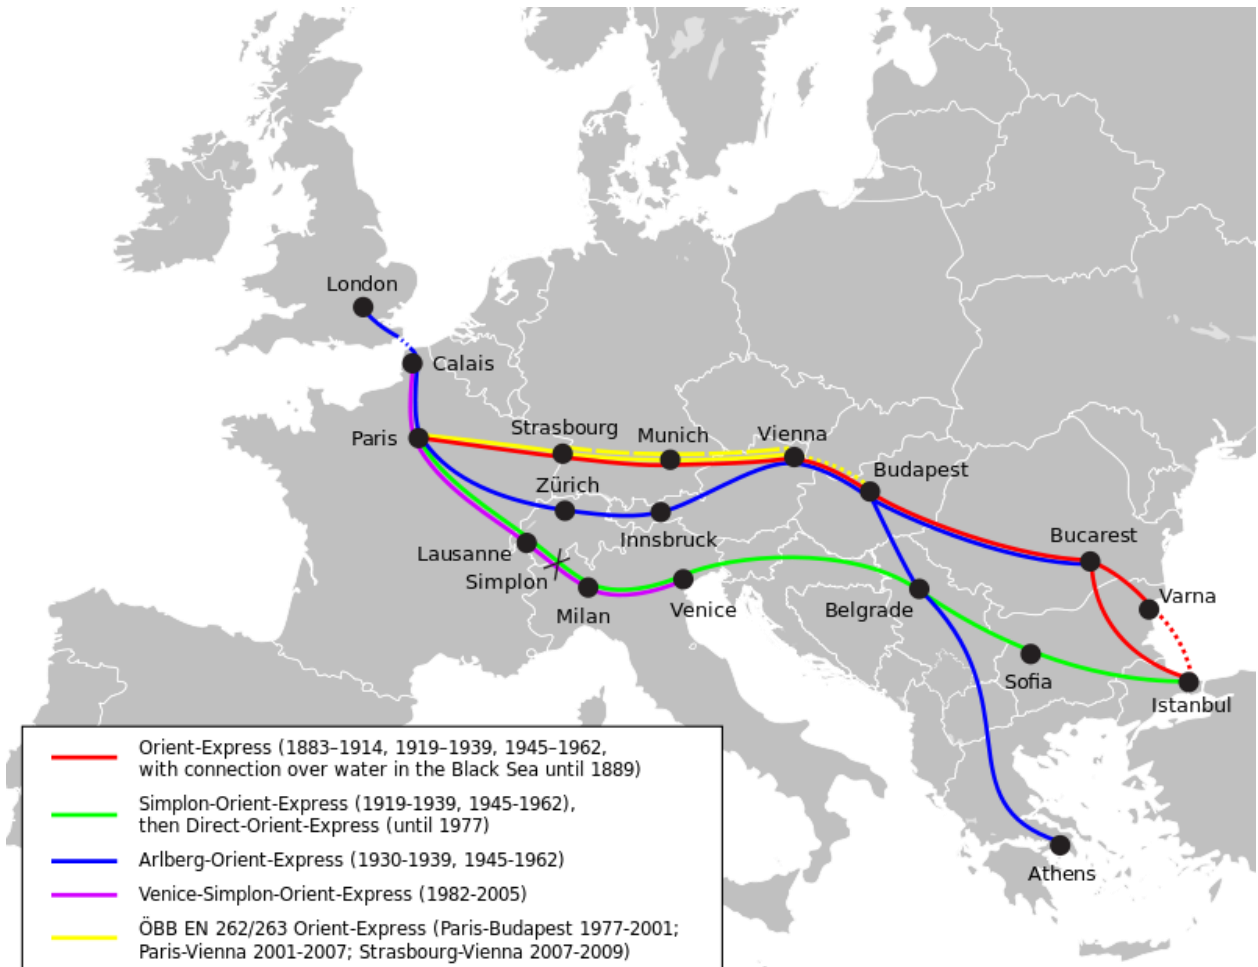 London
Calais
Paris
Strasbourg
Munich
Vienna
Budapest
Zürich
Innsbruck
Lausanne
Simplon
Milan
Venice
Belgrade
Bucarest
Varna
Sofia
Istanbul
Athens
Orient-Express (1883–1914, 1919–1939, 1945–1962,
with connection over water in the Black Sea until 1889)
Simplon-Orient-Express (1919-1939, 1945-1962),
then Direct-Orient-Express (until 1977)
Arlberg-Orient-Express (1930-1939, 1945-1962)
Venice-Simplon-Orient-Express (1982-2005)
ÖBB EN 262/263 Orient-Express (Paris-Budapest 1977-2001;
Paris-Vienna 2001-2007; Strasbourg-Vienna 2007-2009)